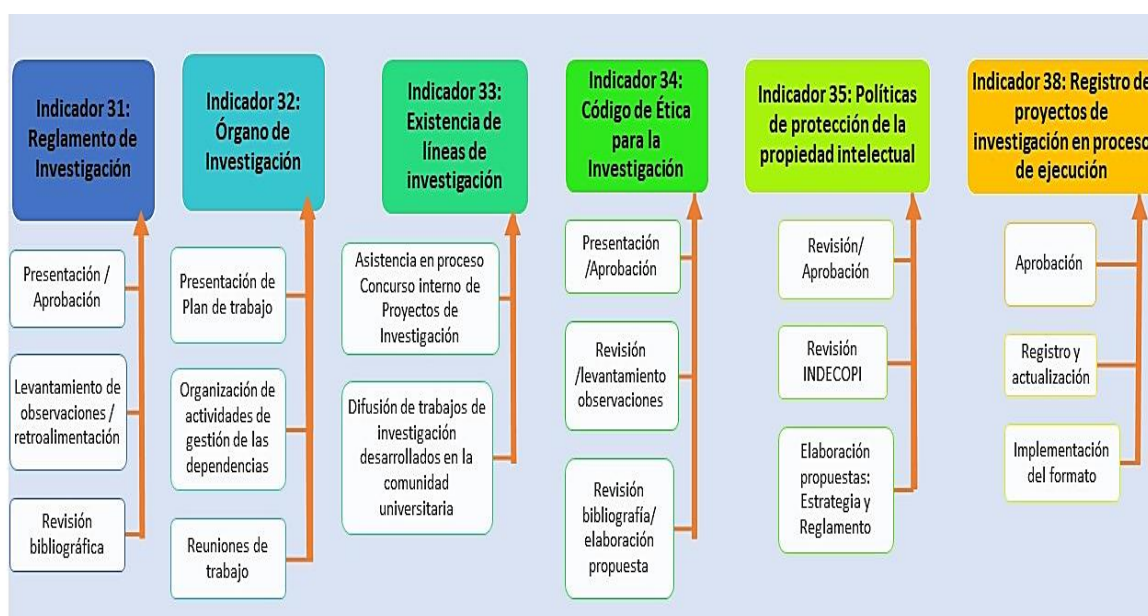 Indicador 31:
Reglamento de
Investigación
Presentación /
Aprobación
Levantamiento de
observaciones /
retroalimentación
Revisión
bibliográfica
Indicador 32:
Órgano de
Investigación
Presentación de
Plan de trabajo
Organización de
actividades de
gestión de las
dependencias
Reuniones de
trabajo
Indicador 33:
Existencia de
líneas de
investigación
Asistencia en proceso
Concurso interno de
Proyectos de
Investigación
Difusión de trabajos de
investigación
desarrollados en la
comunidad
universitaria
Indicador 34:
Código de Ética
para la
Investigación
Presentación
/Aprobación
Revisión
/levantamiento
observaciones
Revisión
bibliografía/
elaboración
propuesta
Indicador 35: Políticas
de protección de la
propiedad intelectual
Revisión/
Aprobación
Revisión
INDECOPI
Elaboración
propuestas:
Estrategia y
Reglamento
Indicador 38: Registro de
proyectos de
investigación en proceso
de ejecución
Aprobación
Registro y
actualización
Implementación
del formato